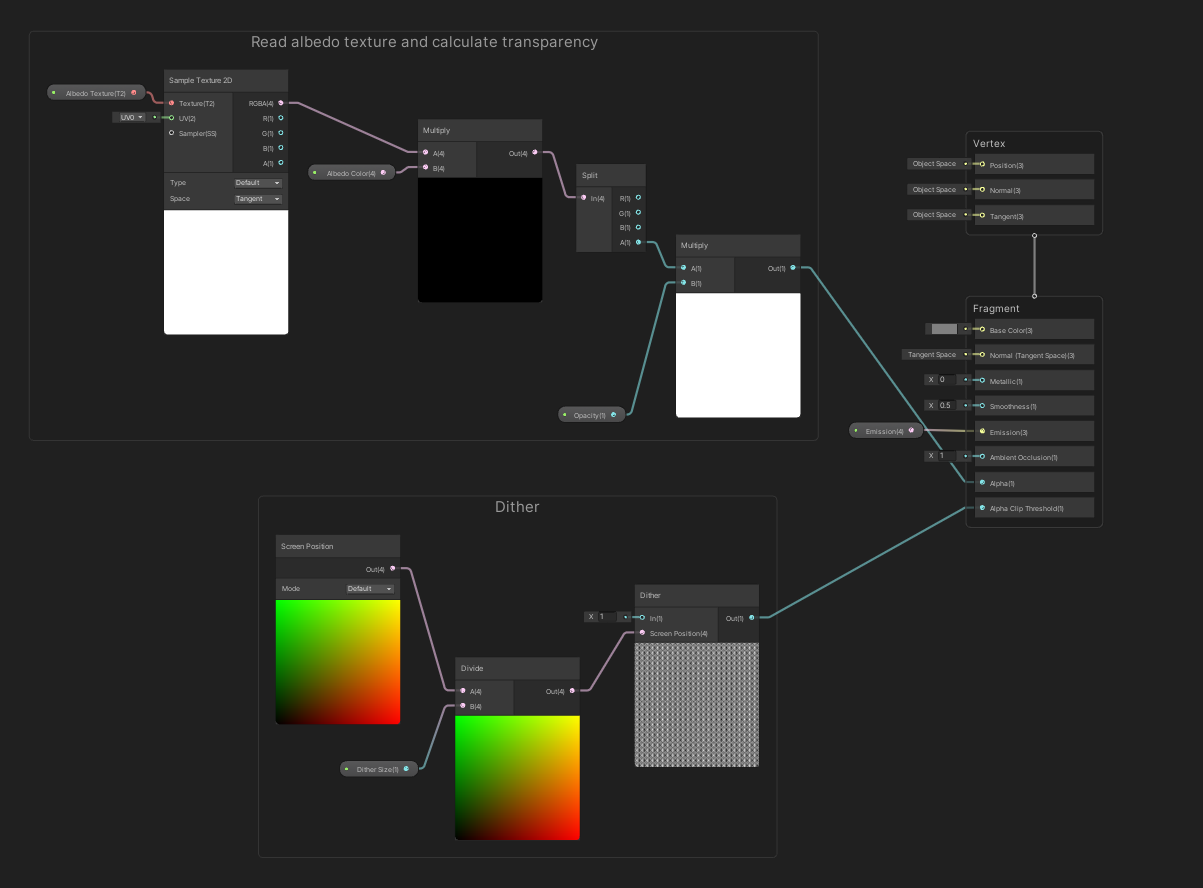 Read albedo texture and calculate transparency
Albedo Texture(T2)
UV0
Sample Texture 2D
Texture(T2)
RGBA(4)
UV(2)
R(1)
Sampler(SS)
G(1)
B(1)
A(1)
Type
Default
Space
Tangent
Albedo Color(4)
Multiply
A(4)
Out(4)
B(4)
Split
In(4)
R(1)
G(1)
B(1)
A(1)
Multiply
A(1)
Out(1)
B(1)
Opacity(1)
Vertex
Object Space
Position(3)
Object Space
Normal(3)
Object Space
Tangent(3)
Fragment
Base Color(3)
Tangent Space
Normal (Tangent Space)(3)
X 0
Metallic(1)
X 0.5
Smoothness(1)
Emission(4)
Emission(3)
X 1
Ambient Occlusion(1)
Alpha(1)
Alpha Clip Threshold(1)
Dither
Screen Position
Out(4)
Mode
Default
Dither Size(1)
Divide
A(4)
Out(4)
B(4)
Dither
X 1
In(1)
Out(1)
Screen Position(4)